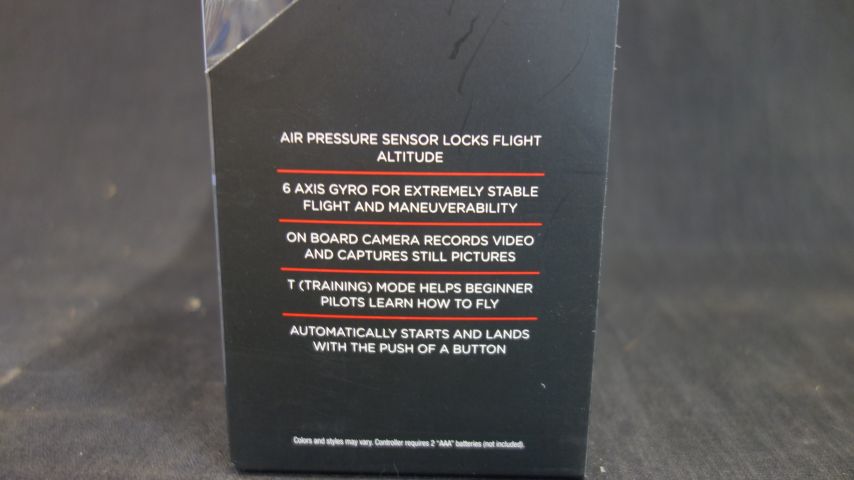 AIR PRESSURE SENSOR LOCKS FLIGHT
ALTITUDE
6 AXIS GYRO FOR EXTREMELY STABLE
FLIGHT AND MANEUVERABILITY
ON BOARD CAMERA RECORDS VIDEO
AND CAPTURES STILL PICTURES
T (TRAINING) MODE HELPS BEGINNER
PILOTS LEARN HOW TO FLY
AUTOMATICALLY STARTS AND LANDS
WITH THE PUSH OF A BUTTON
Colors and styles may vary. Controller requires 2 "AAA" batteries (not included).